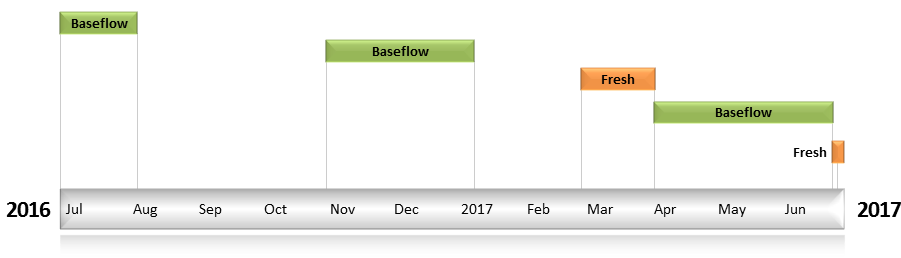 Baseflow
Baseflow
Fresh
Baseflow
Fresh
2016 Jul Aug Sep Oct Nov Dec 2017 Feb Mar Apr May Jun 2017